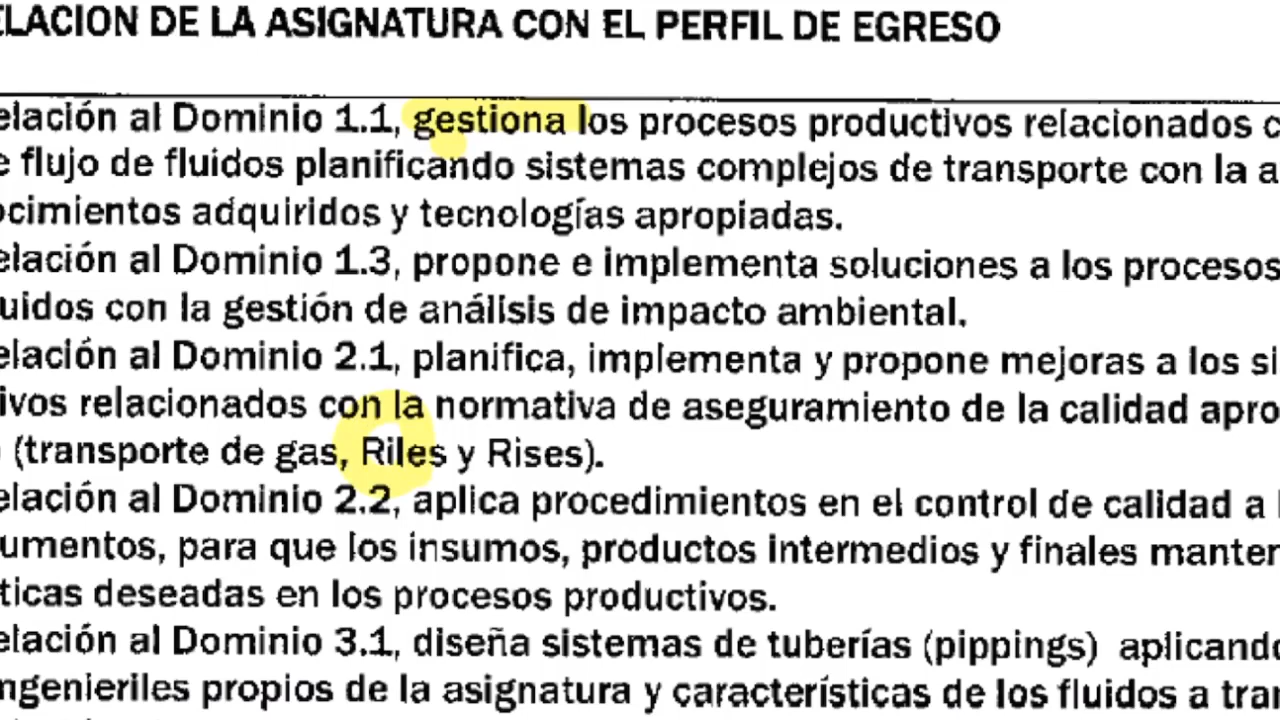 ELACION DE LA ASIGNATURA CON EL PERFIL DE EGRESO
elación al Dominio 1.1, gestiona los procesos productivos relacionados c
e flujo de fluidos planificando sistemas complejos de transporte con la a
ocimientos adquiridos y tecnologías apropiadas.
elación al Dominio 1.3, propone e implementa soluciones a los procesos
uidos con la gestión de análisis de impacto ambiental.
elación al Dominio 2.1, planifica, implementa y propone mejoras a los si
ivos relacionados con la normativa de aseguramiento de la calidad apro
(transporte de gas, Riles y Rises).
elación al Dominio 2.2, aplica procedimientos en el control de calidad a l
umentos, para que los insumos, productos intermedios y finales manten
ticas deseadas en los procesos productivos.
elación al Dominio 3.1, diseña sistemas de tuberías (pippings) aplicando
ngenieriles propios de la asignatura y características de los fluidos a tran